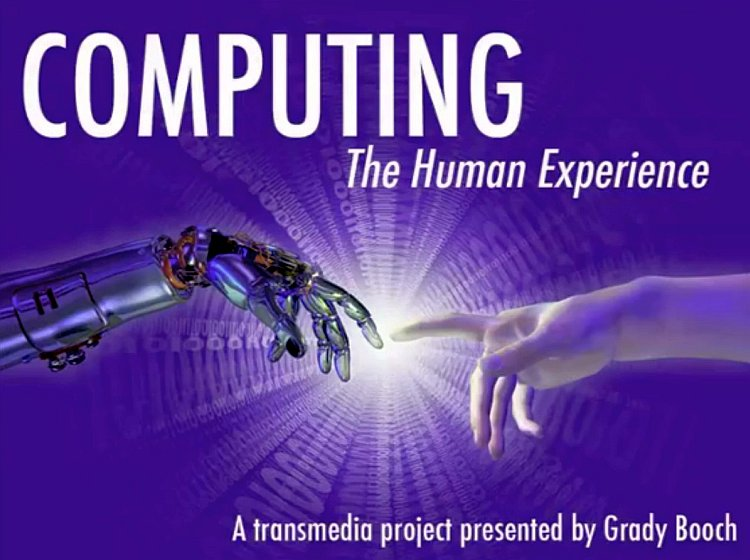 COMPUTING
The Human Experience
A transmedia project presented by Grady Booch